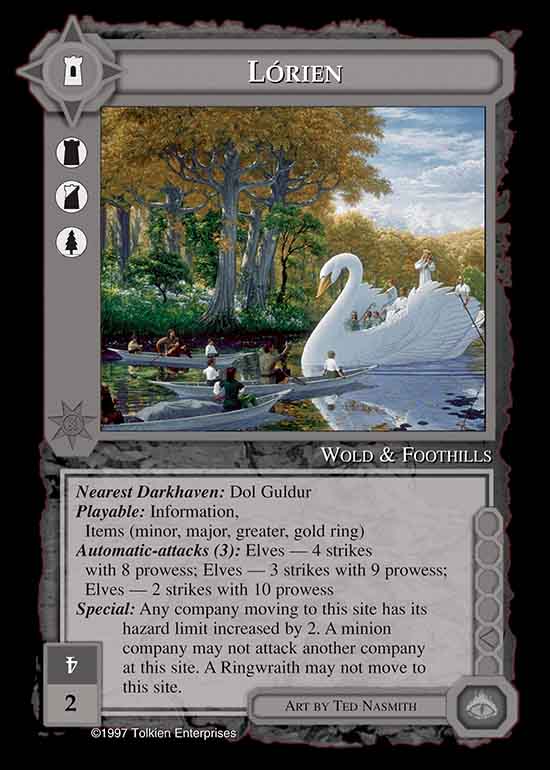 LÓRIEN
WOLD & FOOTHILLS
Nearest Darkhaven: Dol Guldur
Playable: Information,
Items (minor, major, greater, gold ring)
Automatic-attacks (3): Elves — 4 strikes
with 8 prowess; Elves — 3 strikes with 9 prowess;
Elves — 2 strikes with 10 prowess
Special: Any company moving to this site has its
hazard limit increased by 2. A minion
company may not attack another company
at this site. A Ringwraith may not move to
this site.
2
ART BY TED NASMITH
©1997 Tolkien Enterprises